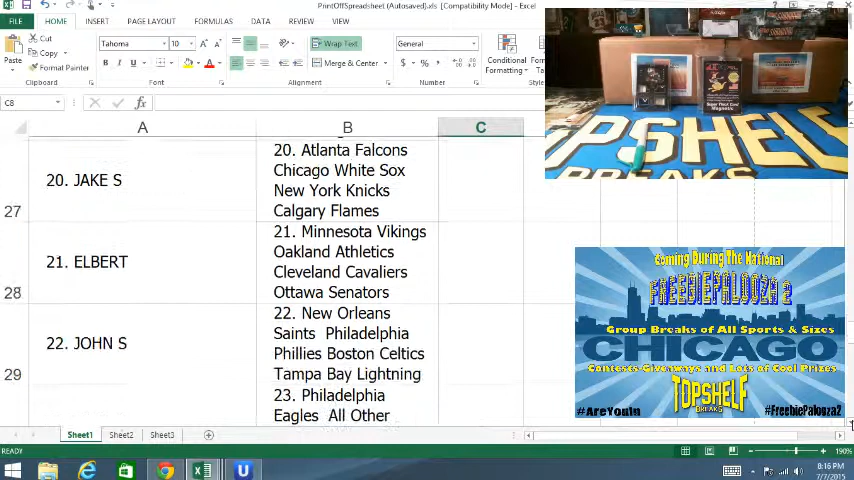 PrintOffSpreadsheet (Autosaved).xls [Compatibility Mode] - Excel
FILE HOME INSERT PAGE LAYOUT FORMULAS DATA REVIEW VIEW
Cut
Copy
Format Painter
Paste
Clipboard
Tahoma 10
B I U
Font
Wrap Text
Merge & Center
Alignment
General
$ % ,
Number
Conditional
Formatting
C8
fx
A B C
20. JAKE S
27
20. Atlanta Falcons
Chicago White Sox
New York Knicks
Calgary Flames
21. ELBERT
28
21. Minnesota Vikings
Oakland Athletics
Cleveland Cavaliers
Ottawa Senators
22. JOHN S
29
22. New Orleans
Saints Philadelphia
Phillies Boston Celtics
Tampa Bay Lightning
23. Philadelphia
Eagles All Other
TOPSHELF
BREAKS
Coming During The National
FREEBIEPALOOZA 2
Group Breaks of All Sports & Sizes
CHICAGO
Contests-Giveaways and Lots of Cool Prizes
TOPSHELF
BREAKS
#AreYouIn
#FreebiePalooza2
Sheet1 Sheet2 Sheet3
READY
190%
8:16 PM
7/7/2015